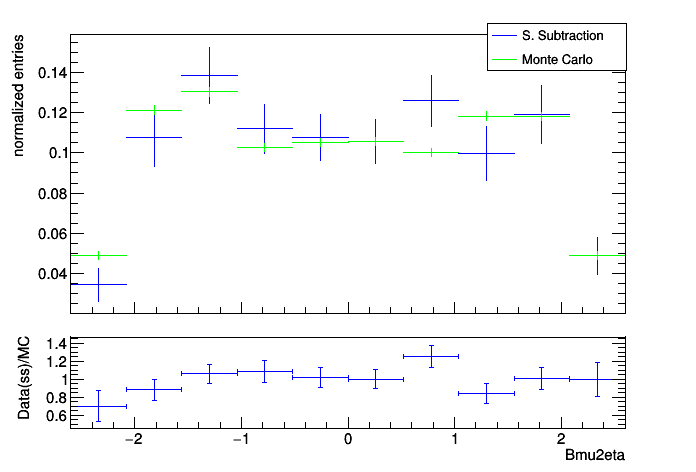 S. Subtraction
Monte Carlo
normalized entries
0.14
0.12
0.1
0.08
0.06
0.04
Data(ss)/MC
1.4
1.2
1
0.8
0.6
−2 −1 0 1 2
Bmu2eta